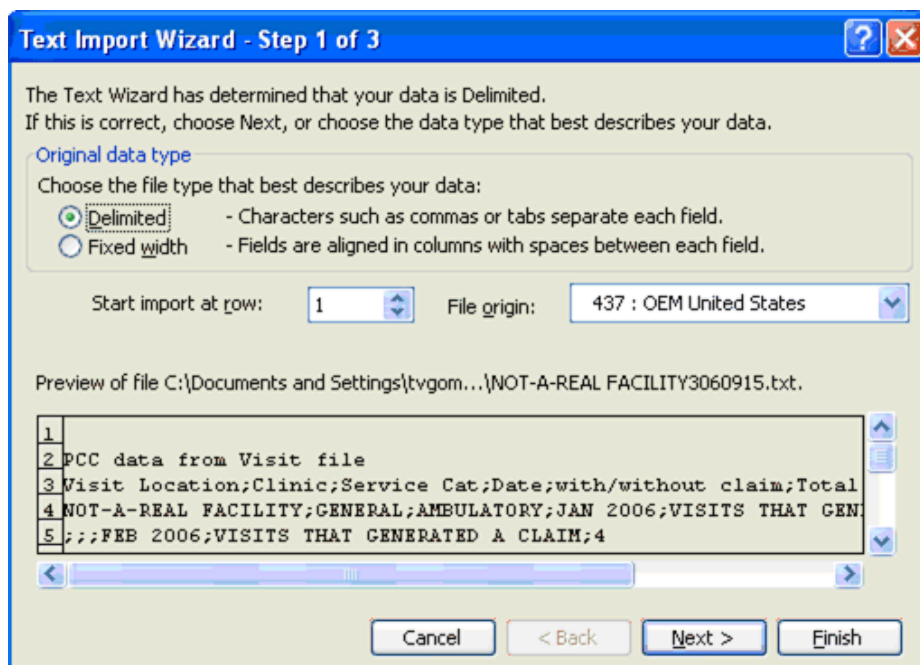 Text Import Wizard - Step 1 of 3
?
The Text Wizard has determined that your data is Delimited.
If this is correct, choose Next, or choose the data type that best describes your data.
Original data type
Choose the file type that best describes your data:
Delimited - Characters such as commas or tabs separate each field.
Fixed width - Fields are aligned in columns with spaces between each field.
Start import at row: 1 File origin: 437 : OEM United States
Preview of file C:\Documents and Settings\tvgom...\NOT-A-REAL FACILITY3060915.txt.
1
2 PCC data from Visit file
3 Visit Location;Clinic;Service Cat;Date;with/without claim;Total
4 NOT-A-REAL FACILITY;GENERAL;AMBULATORY;JAN 2006;VISITS THAT GEN
5 ;;;FEB 2006;VISITS THAT GENERATED A CLAIM;4
Cancel < Back Next > Finish